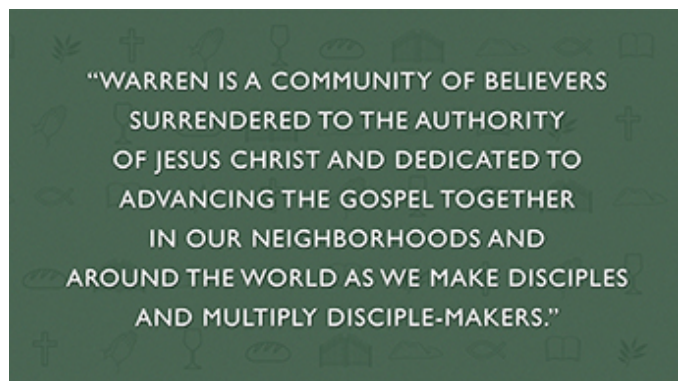 “WARREN IS A COMMUNITY OF BELIEVERS
SURRENDERED TO THE AUTHORITY
OF JESUS CHRIST AND DEDICATED TO
ADVANCING THE GOSPEL TOGETHER
IN OUR NEIGHBORHOODS AND
AROUND THE WORLD AS WE MAKE DISCIPLES
AND MULTIPLY DISCIPLE-MAKERS.”